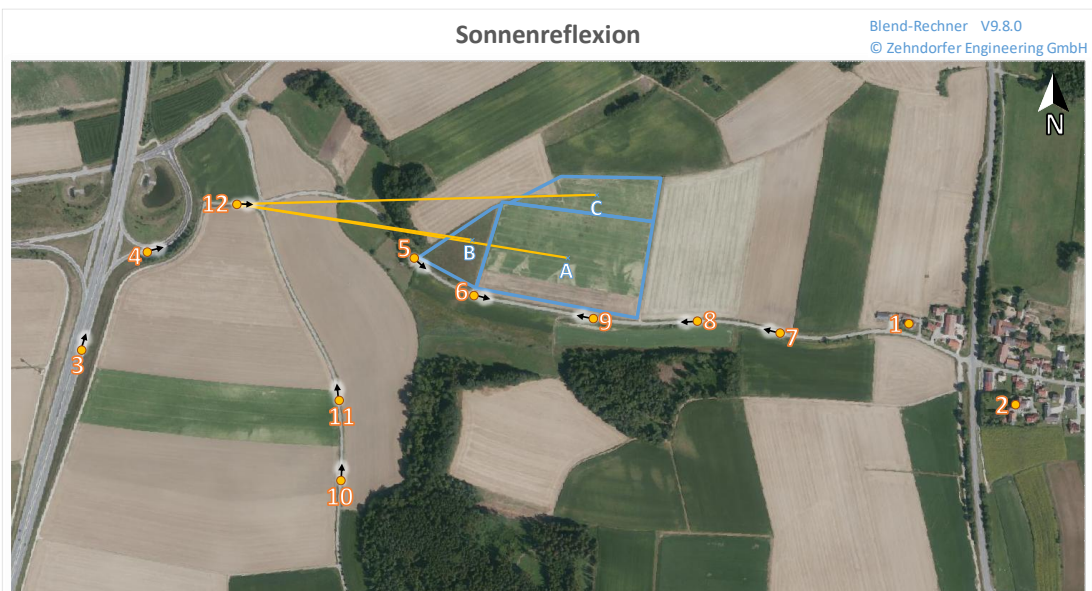 Sonnenreflexion
Blend-Rechner V9.8.0
© Zehndorfer Engineering GmbH
N
12
C
4
5
B
A
6
9
8
7
1
3
11
2
10